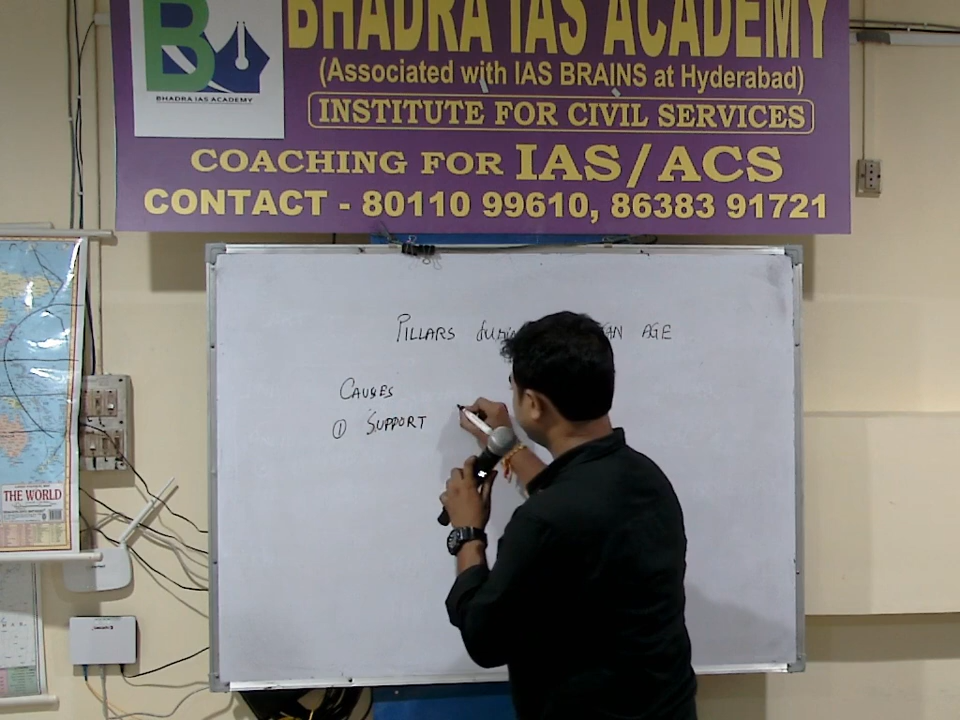 BHADRA IAS ACADEMY
BHADRA IAS ACADEMY
(Associated with IAS BRAINS at Hyderabad)
INSTITUTE FOR CIVIL SERVICES
COACHING FOR IAS/ACS
CONTACT - 80110 99610, 86383 91721
THE WORLD
PILLARS AGE
CAUSES
① SUPPORT